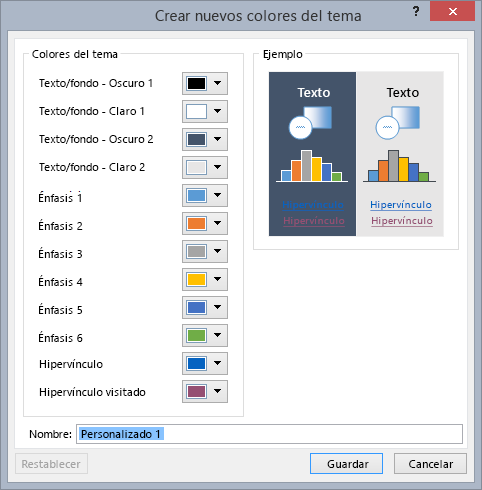 Crear nuevos colores del tema
?
Colores del tema
Texto/fondo - Oscuro 1
Texto/fondo - Claro 1
Texto/fondo - Oscuro 2
Texto/fondo - Claro 2
Énfasis 1
Énfasis 2
Énfasis 3
Énfasis 4
Énfasis 5
Énfasis 6
Hipervínculo
Hipervínculo visitado
Ejemplo
Texto Texto
Hipervínculo
Hipervínculo Hipervínculo
Nombre: Personalizado 1
Restablecer Guardar Cancelar